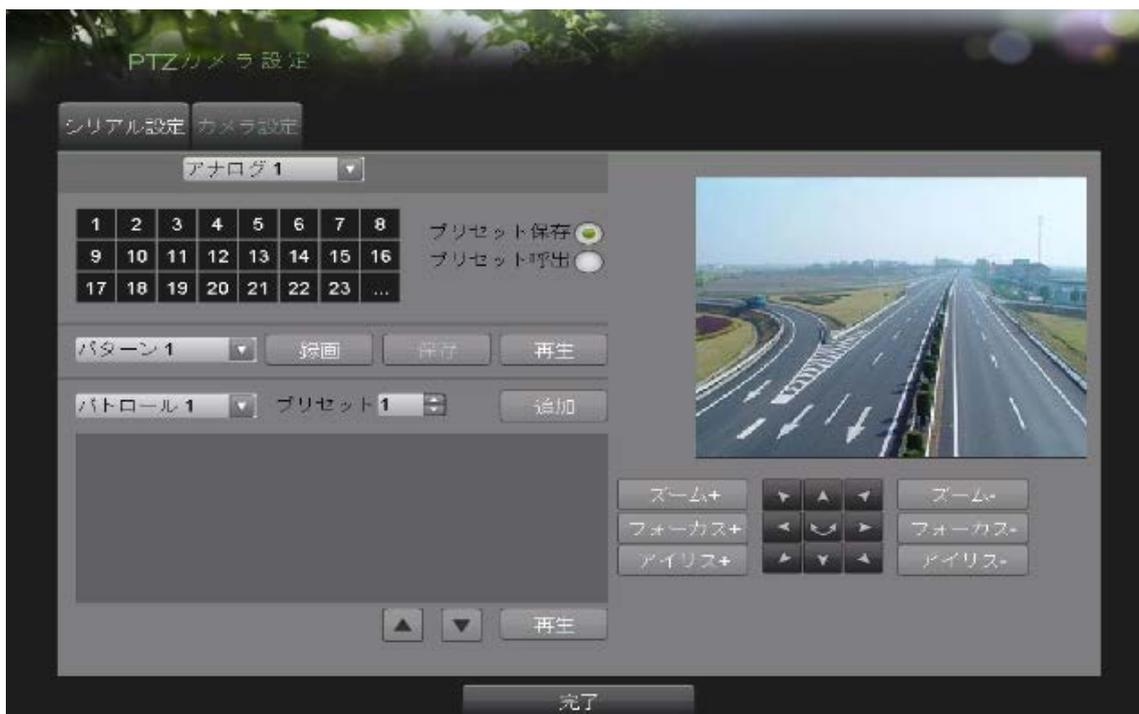 PTZカメラ設定
シリアル設定 カメラ設定
アナログ 1
1 2 3 4 5 6 7 8
9 10 11 12 13 14 15 16
17 18 19 20 21 22 23 ...
プリセット保存
プリセット呼出
パターン 1 録画 保存 再生
パトロール 1 プリセット 1 追加
再生
ズーム+ ズーム-
フォーカス+ フォーカス-
アイリス+ アイリス-
完了